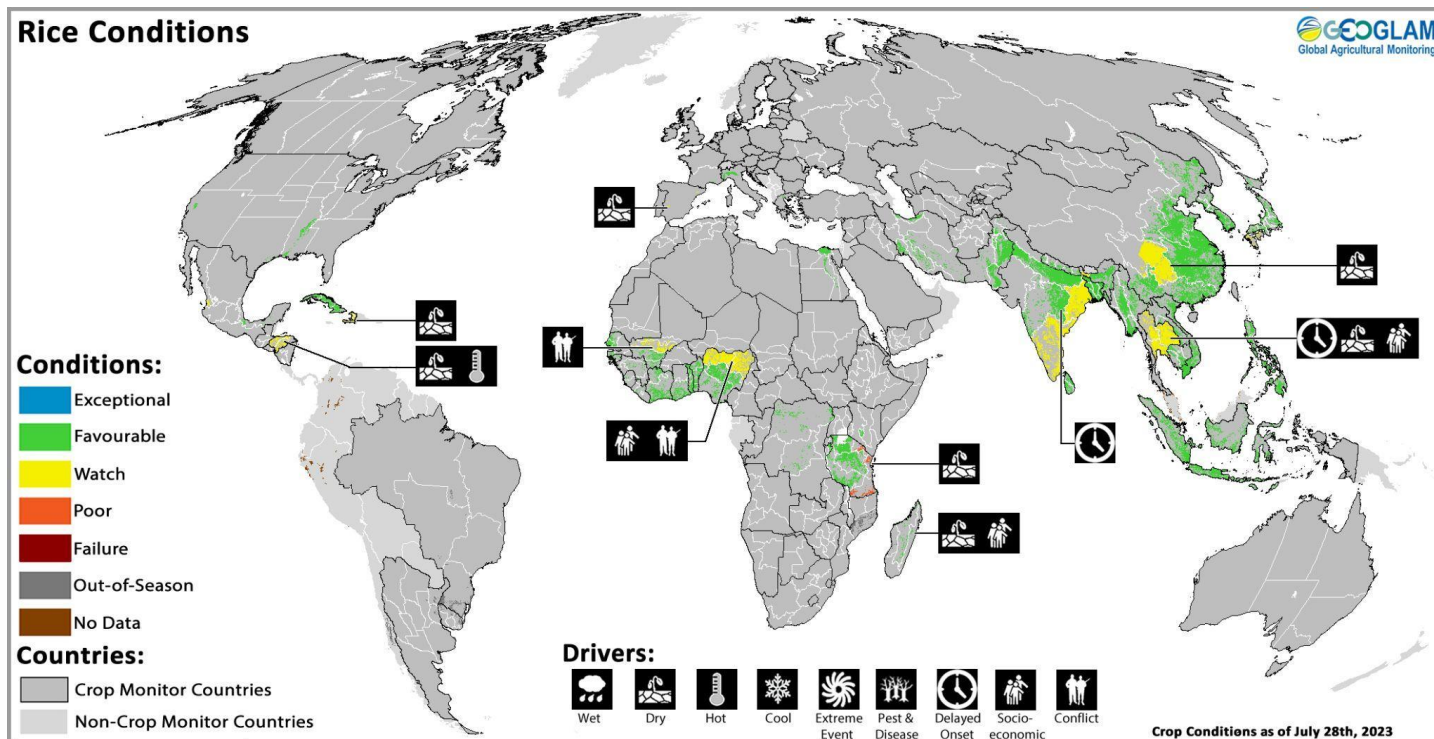 Rice Conditions
GEOGLAM
Global Agricultural Monitoring
Conditions:
Exceptional
Favourable
Watch
Poor
Failure
Out-of-Season
No Data
Countries:
Crop Monitor Countries
Non-Crop Monitor Countries
Drivers:
Wet
Dry
Hot
Cool
Extreme
Event
Pest &
Disease
Delayed
Onset
Socio-
economic
Conflict
Crop Conditions as of July 28th, 2023